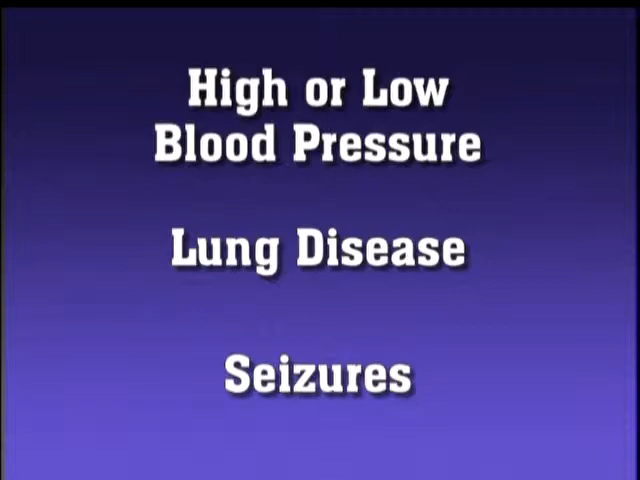 High or Low
Blood Pressure
Lung Disease
Seizures